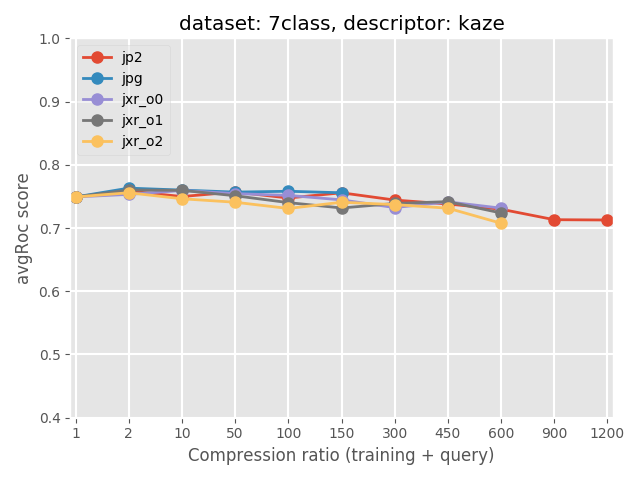 dataset: 7class, descriptor: kaze
1.0
0.9
0.8
0.7
0.6
0.5
0.4
avgRoc score
jp2
jpg
jxr_o0
jxr_o1
jxr_o2
1 2 10 50 100 150 300 450 600 900 1200
Compression ratio (training + query)